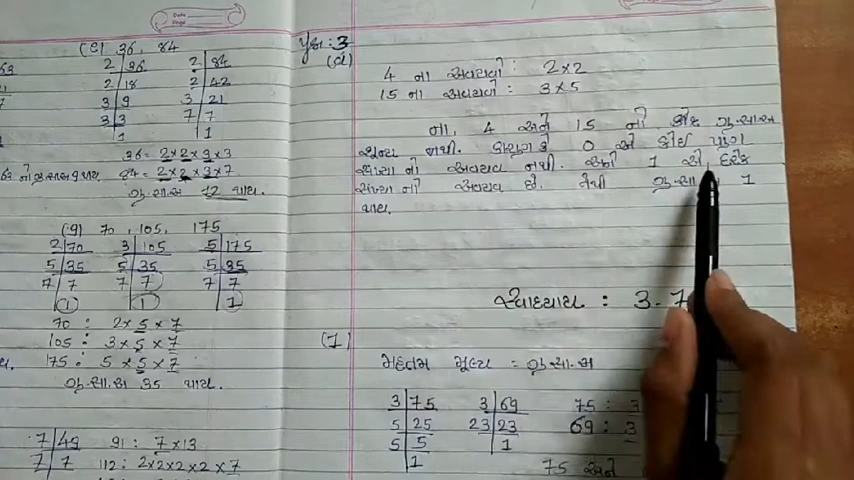 (ભ) 36, 84
2 | 36   2 | 84
2 | 18   2 | 42
3 | 9   3 | 21
3 | 3   7 | 7
1   1
36 = 2×2×3×3
84 = 2×2×3×7
ગુ.સા.અ 12 થાય.
70, 105, 175
2 | 70   3 | 105   5 | 175
5 | 35   5 | 35   5 | 35
7 | 7   7 | 7   7 | 7
1   1   1
70 : 2×5×7
105 : 3×5×7
175 : 5×5×7
ગુ.સા.અ 35 થાય.
7 | 49   91 : 7×13
7 | 7   112 : 2×2×2×2×7
3
4 ના અવયવો : 2×2
15 ના અવયવો : 3×5
ના, 4 અને 15 નો ગુ.સા.અ
શૂન્ય નથી. કારણકે 0 એ કોઈ પણ
સંખ્યાનો અવયવ નથી. અને 1 એ દરેક
સંખ્યાનો અવયવ છે. તેથી ગુ.સા. 1
થાય.
સ્વાધ્યાય : 3.7
(1)
મહત્તમ મૂલ્ય = ગુ.સા.અ
3 | 75   3 | 69   75 : 3
5 | 25   23 | 23   69 : 3
5 | 5   1
1   75 અને